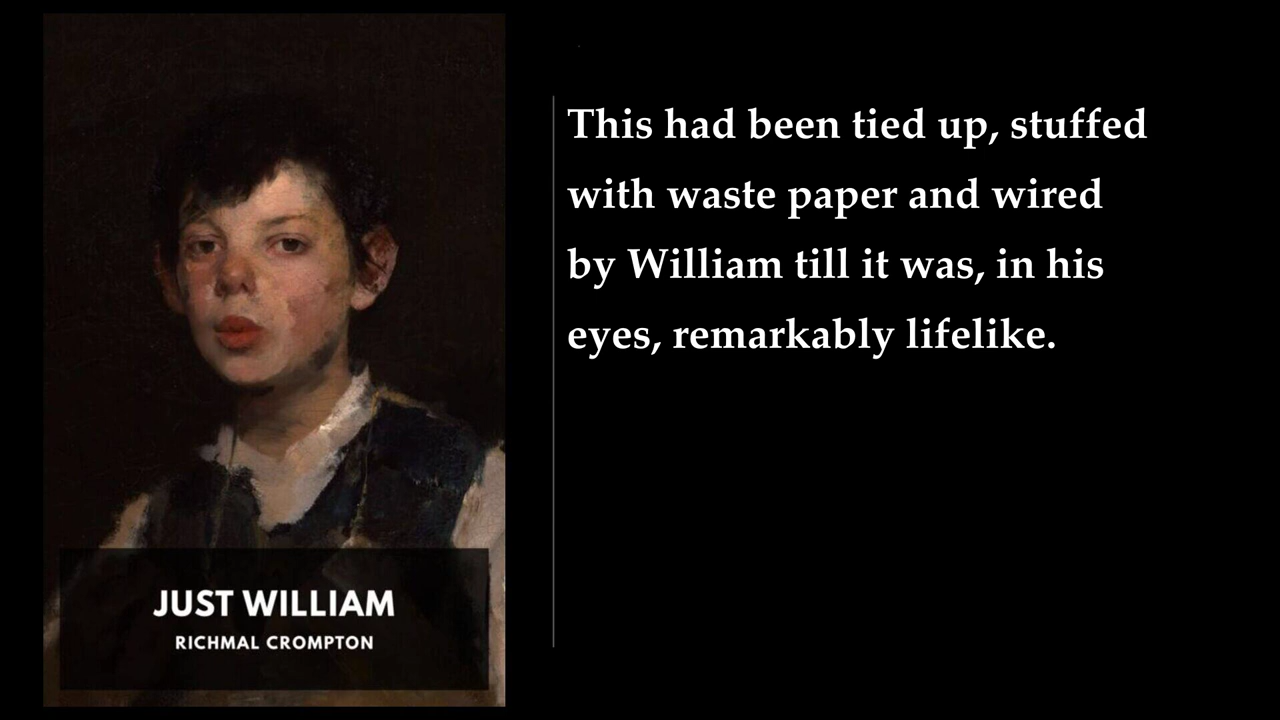 This had been tied up, stuffed
with waste paper and wired
by William till it was, in his
eyes, remarkably lifelike.
JUST WILLIAM
RICHMAL CROMPTON